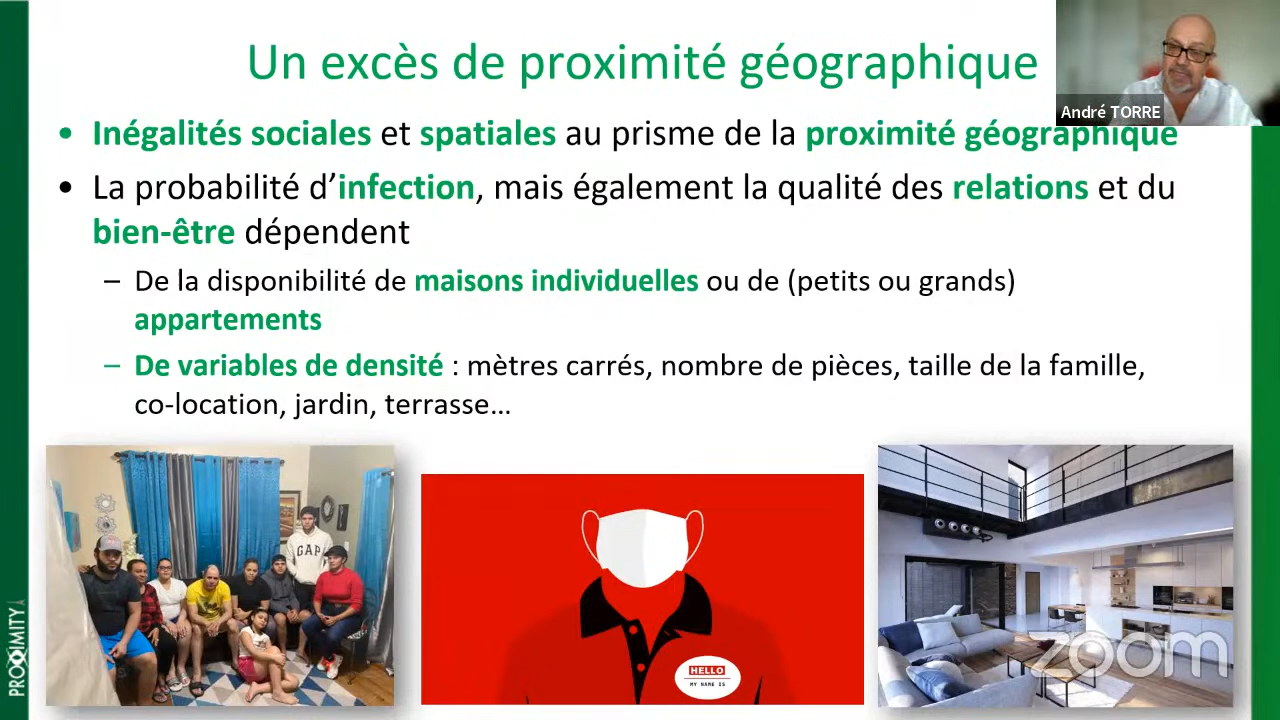 Un excès de proximité géographique
André TORRE
• Inégalités sociales et spatiales au prisme de la proximité géographique
• La probabilité d’infection, mais également la qualité des relations et du
bien-être dépendent
– De la disponibilité de maisons individuelles ou de (petits ou grands)
appartements
– De variables de densité : mètres carrés, nombre de pièces, taille de la famille,
co-location, jardin, terrasse…
GAP
HELLO
MY NAME IS
zoom
PROXIMITY